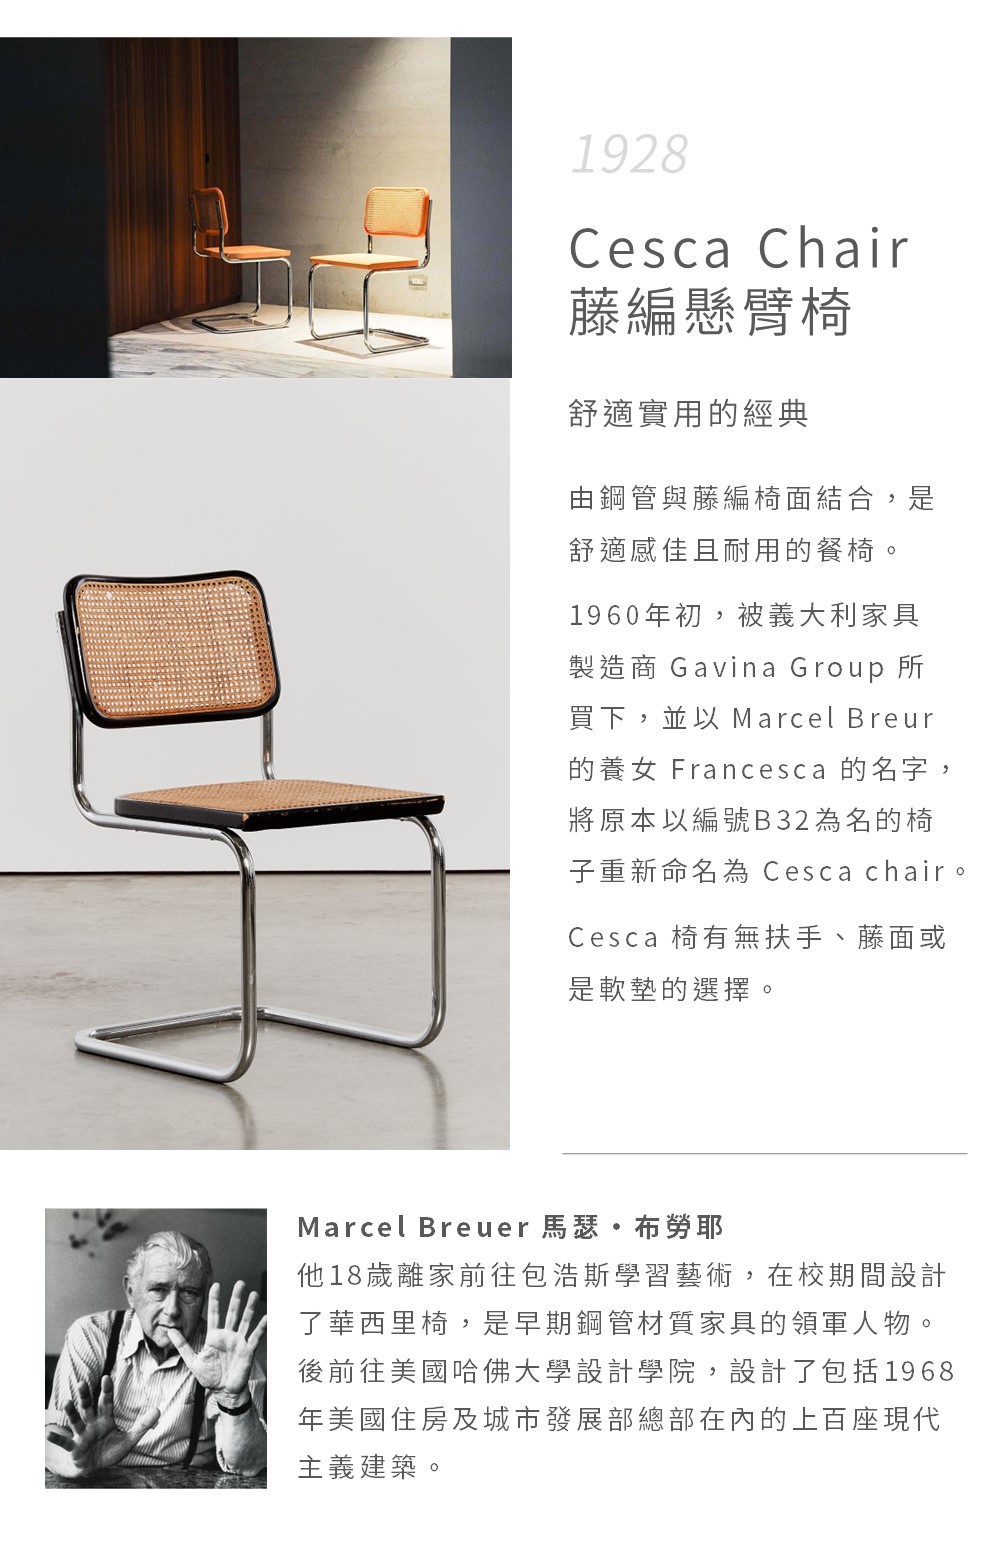 1928
Cesca Chair
藤編懸臂椅
舒適實用的經典
由鋼管與藤編椅面結合，是
舒適感佳且耐用的餐椅。
1960年初，被義大利家具
製造商 Gavina Group 所
買下，並以 Marcel Breur
的養女 Francesca 的名字，
將原本以編號B32為名的椅
子重新命名為 Cesca chair。
Cesca 椅有無扶手、藤面或
是軟墊的選擇。
Marcel Breuer 馬瑟・布勞耶
他18歲離家前往包浩斯學習藝術，在校期間設計
了華西里椅，是早期鋼管材質家具的領軍人物。
後前往美國哈佛大學設計學院，設計了包括1968
年美國住房及城市發展部總部在內的上百座現代
主義建築。